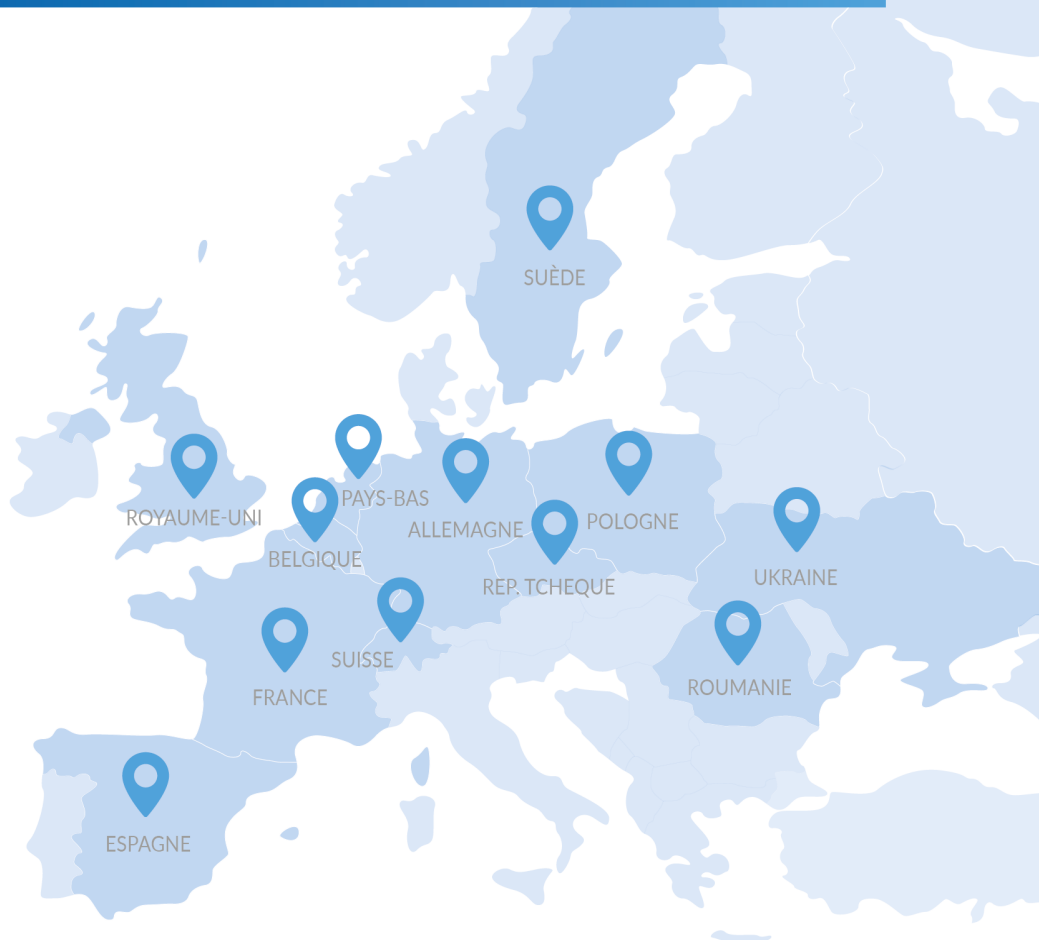 SUÈDE
PAYS-BAS
ROYAUME-UNI
ALLEMAGNE
POLOGNE
BELGIQUE
REP. TCHEQUE
UKRAINE
SUISSE
FRANCE
ROUMANIE
ESPAGNE